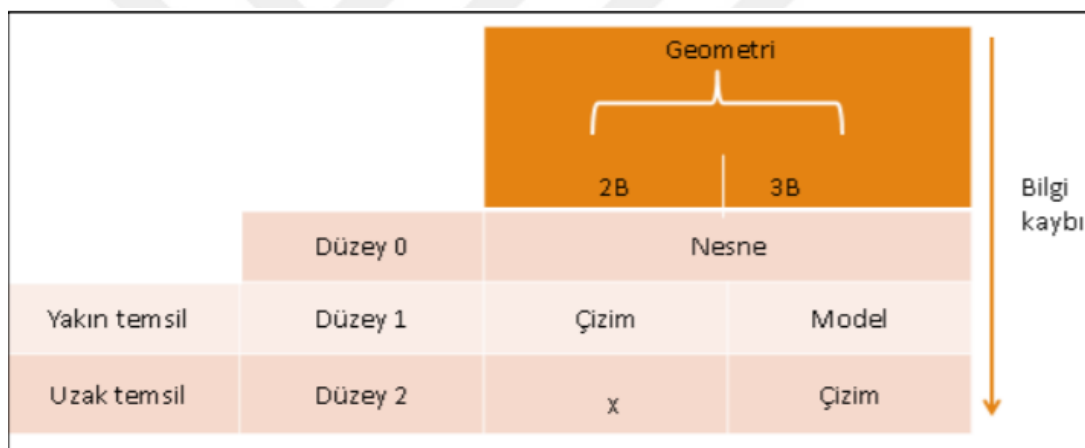 Geometri
2B 3B
Bilgi
kaybı
Düzey 0 Nesne
Yakın temsil Düzey 1 Çizim Model
Uzak temsil Düzey 2 x Çizim